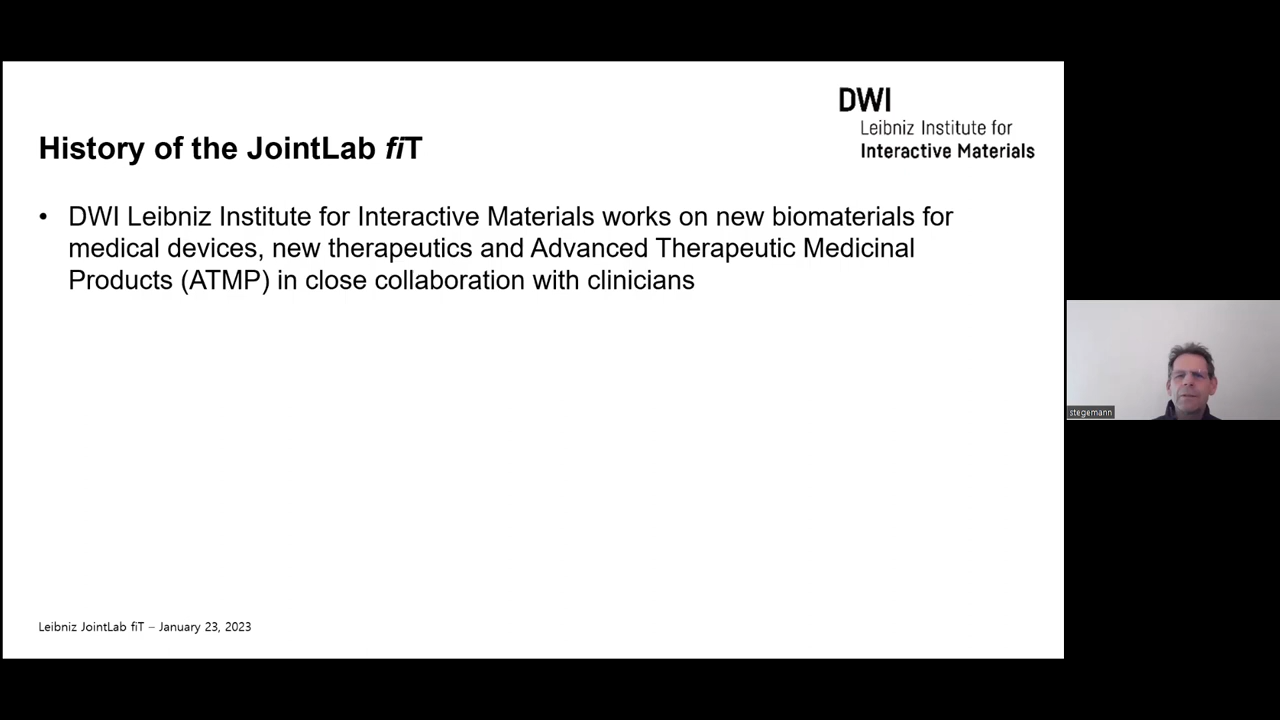 DWI
Leibniz Institute for
Interactive Materials
History of the JointLab fiT
• DWI Leibniz Institute for Interactive Materials works on new biomaterials for
medical devices, new therapeutics and Advanced Therapeutic Medicinal
Products (ATMP) in close collaboration with clinicians
stegemann
Leibniz JointLab fiT – January 23, 2023